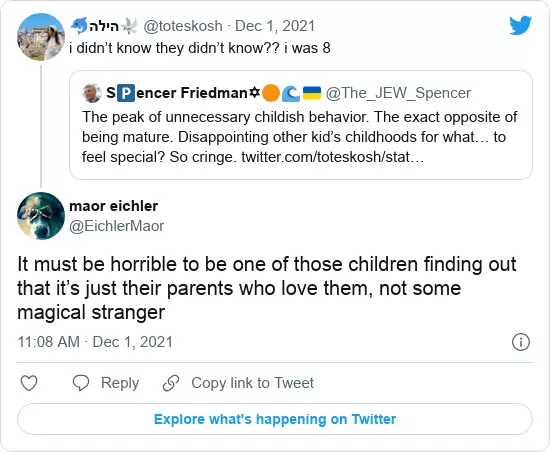 🐬הילה🕊️ @toteskosh · Dec 1, 2021
i didn't know they didn't know?? i was 8
S🅿️encer Friedman✡🟠🌊🇺🇦 @The_JEW_Spencer
The peak of unnecessary childish behavior. The exact opposite of
being mature. Disappointing other kid's childhoods for what… to
feel special? So cringe. twitter.com/toteskosh/stat…
maor eichler
@EichlerMaor
It must be horrible to be one of those children finding out
that it's just their parents who love them, not some
magical stranger
11:08 AM · Dec 1, 2021
Reply
Copy link to Tweet
Explore what's happening on Twitter